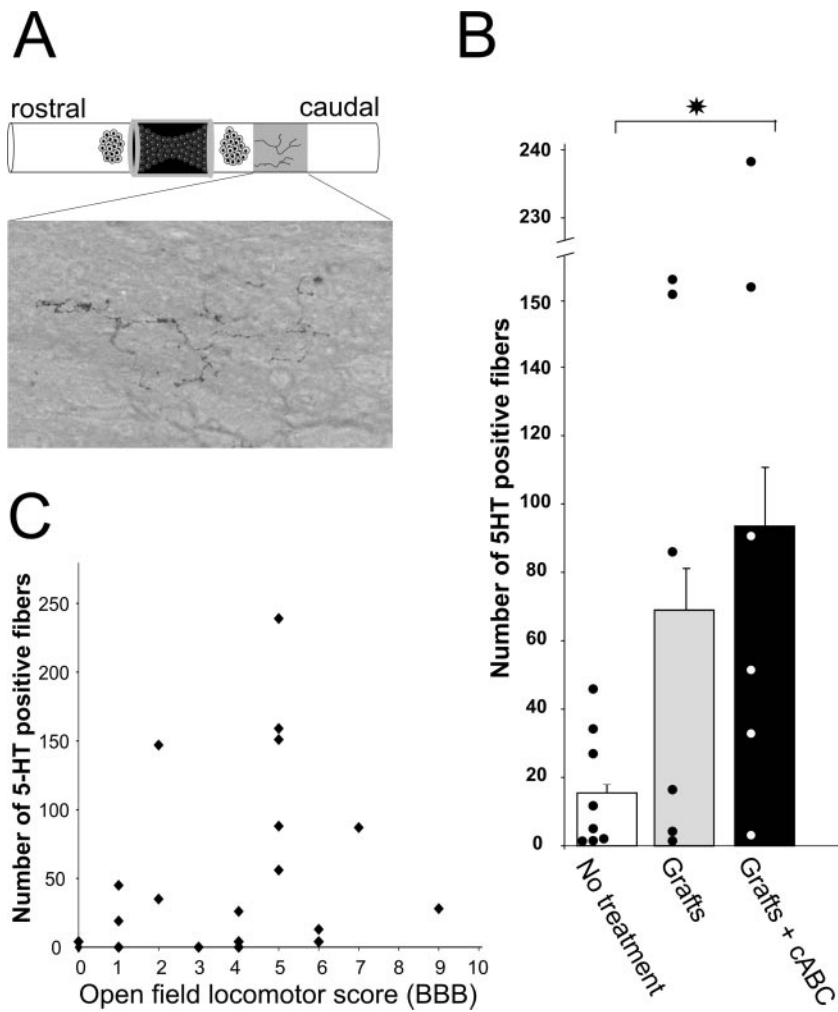 A
rostral
caudal
B
Number of 5HT positive fibers
240
230
150
140
120
100
80
60
40
20
0
No treatment
Grafts
Grafts + cABC
C
Number of 5-HT positive fibers
250
200
150
100
50
0
0 1 2 3 4 5 6 7 8 9 10
Open field locomotor score (BBB)